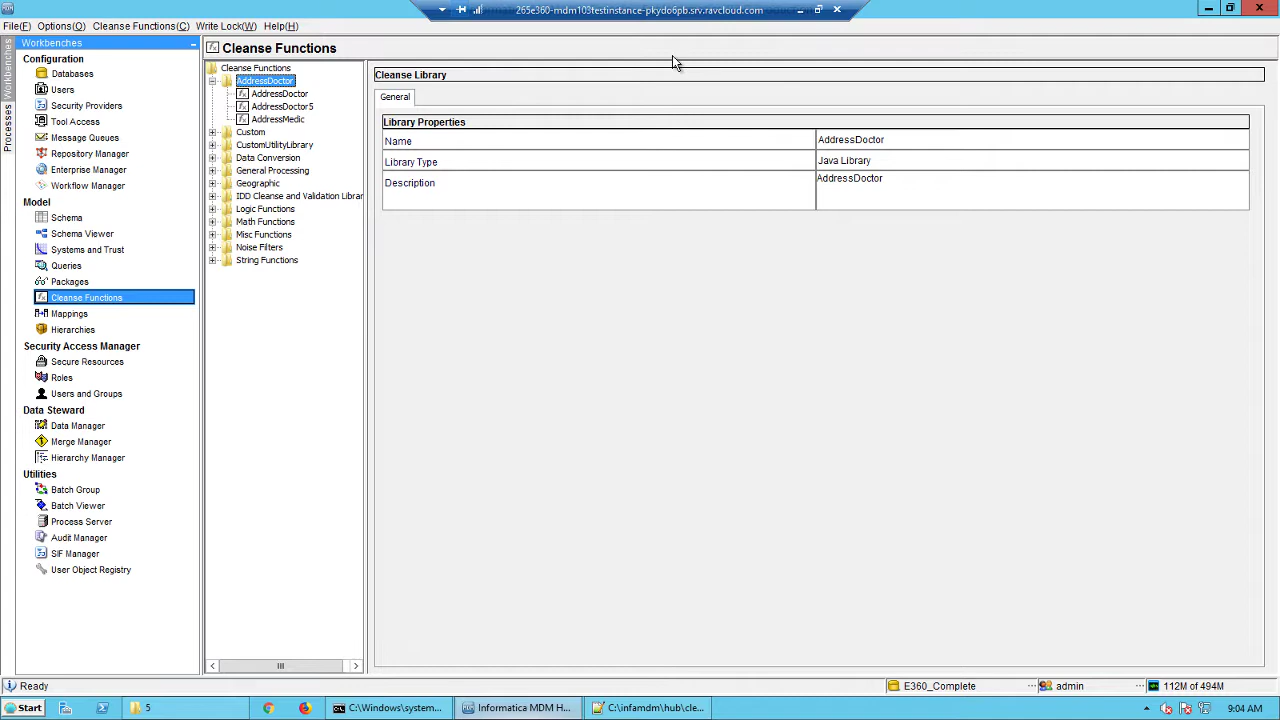 265e360-mdm103testinstance-pkydo6pb.srv.ravcloud.com
File(F) Options(O) Cleanse Functions(C) Write Lock(W) Help(H)
Workbenches
Processes
Workbenches
Configuration
Databases
Users
Security Providers
Tool Access
Message Queues
Repository Manager
Enterprise Manager
Workflow Manager
Model
Schema
Schema Viewer
Systems and Trust
Queries
Packages
Cleanse Functions
Mappings
Hierarchies
Security Access Manager
Secure Resources
Roles
Users and Groups
Data Steward
Data Manager
Merge Manager
Hierarchy Manager
Utilities
Batch Group
Batch Viewer
Process Server
Audit Manager
SIF Manager
User Object Registry
Cleanse Functions
Cleanse Functions
AddressDoctor
AddressDoctor
AddressDoctor5
AddressMedic
Custom
CustomUtilityLibrary
Data Conversion
General Processing
Geographic
IDD Cleanse and Validation Librar
Logic Functions
Math Functions
Misc Functions
Noise Filters
String Functions
Cleanse Library
General
Library Properties
Name AddressDoctor
Library Type Java Library
Description AddressDoctor
Ready E360_Complete admin 112M of 494M
Start 5 C:\Windows\system... Informatica MDM H... C:\infamdm\hub\cle... 9:04 AM